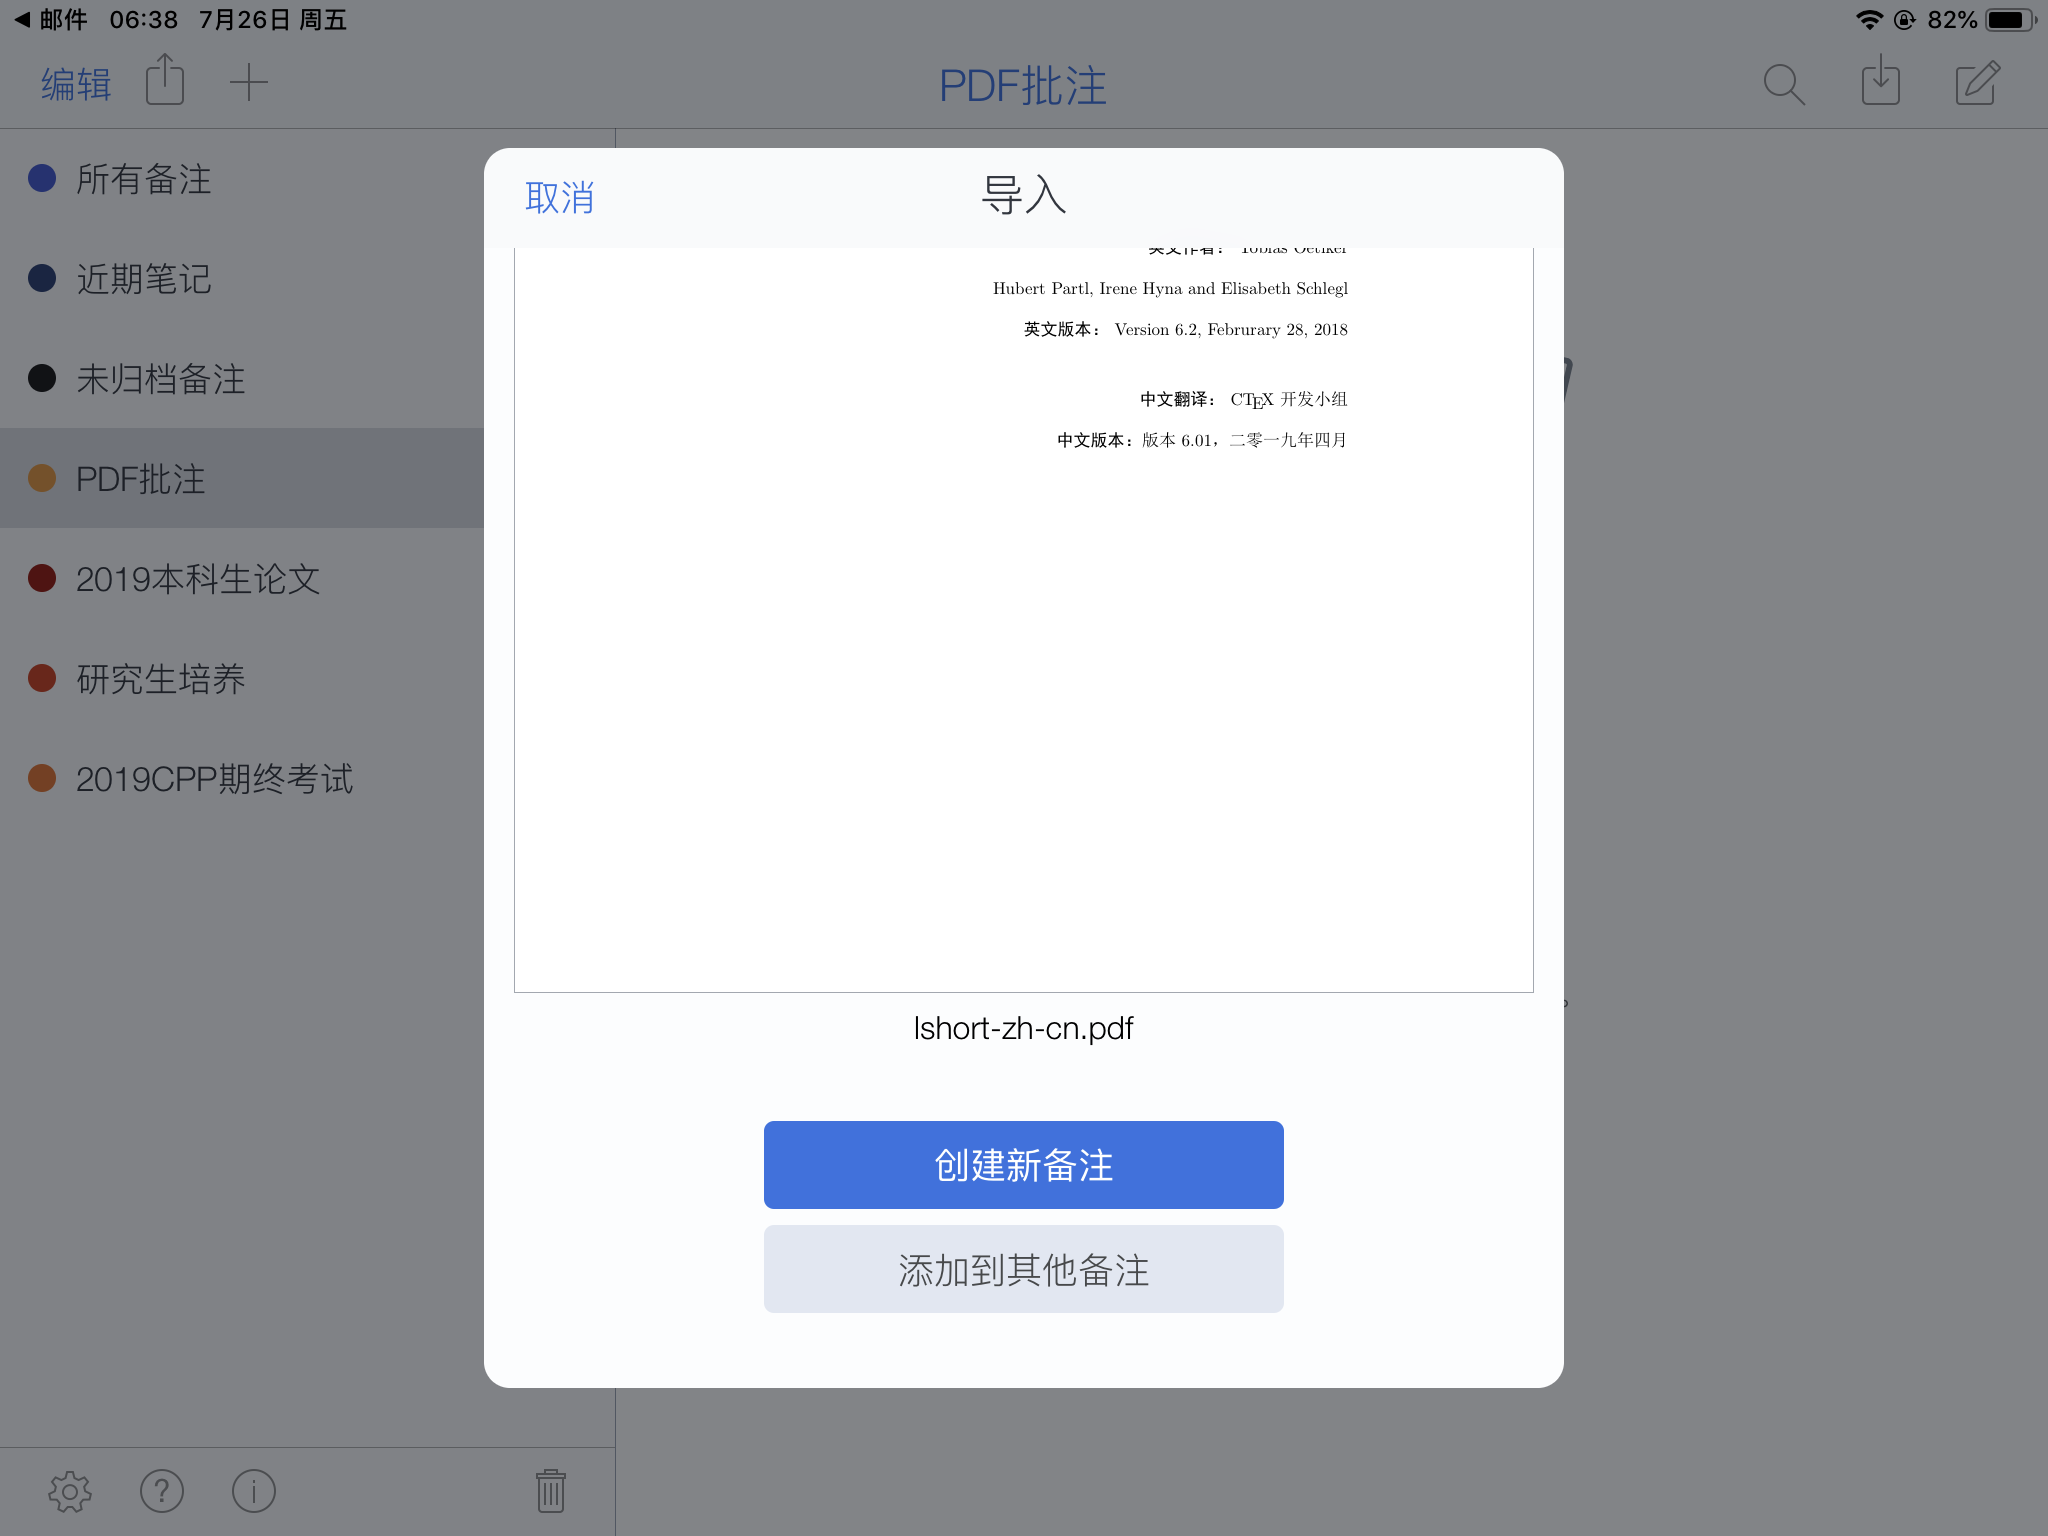 邮件 06:38 7月26日 周五
82%
编辑
PDF批注
所有备注
近期笔记
未归档备注
PDF批注
2019本科生论文
研究生培养
2019CPP期终考试
取消
导入
英文作者： Tobias Oetiker
Hubert Partl, Irene Hyna and Elisabeth Schlegl
英文版本： Version 6.2, Februrary 28, 2018
中文翻译： CTEX 开发小组
中文版本：版本 6.01，二零一九年四月
lshort-zh-cn.pdf
创建新备注
添加到其他备注